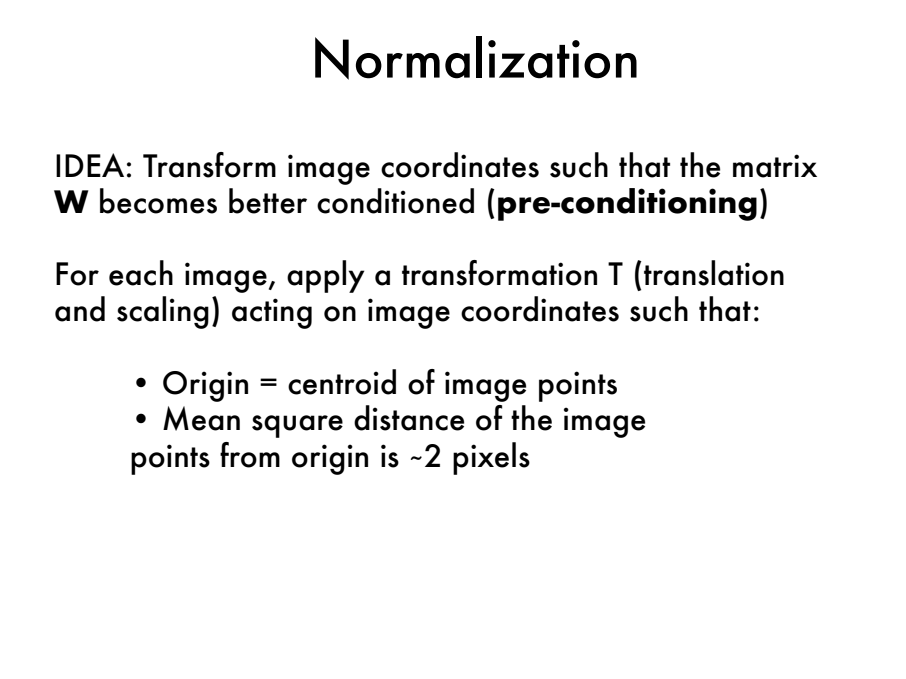 Normalization
IDEA: Transform image coordinates such that the matrix
W becomes better conditioned (pre-conditioning)
For each image, apply a transformation T (translation
and scaling) acting on image coordinates such that:
• Origin = centroid of image points
• Mean square distance of the image
points from origin is ~2 pixels